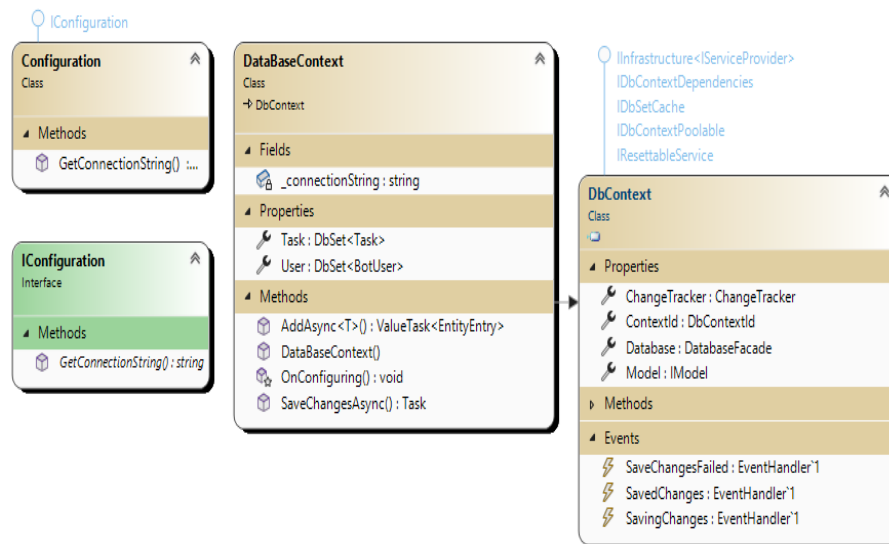 IConfiguration
Configuration
Class
Methods
GetConnectionString() :...
IConfiguration
Interface
Methods
GetConnectionString() : string
DataBaseContext
Class
DbContext
Fields
_connectionString : string
Properties
Task : DbSet<Task>
User : DbSet<BotUser>
Methods
AddAsync<T>() : ValueTask<EntityEntry>
DataBaseContext()
OnConfiguring() : void
SaveChangesAsync() : Task
IInfrastructure<IServiceProvider>
IDbContextDependencies
IDbSetCache
IDbContextPoolable
IResettableService
DbContext
Class
Properties
ChangeTracker : ChangeTracker
ContextId : DbContextId
Database : DatabaseFacade
Model : IModel
Methods
Events
SaveChangesFailed : EventHandler`1
SavedChanges : EventHandler`1
SavingChanges : EventHandler`1